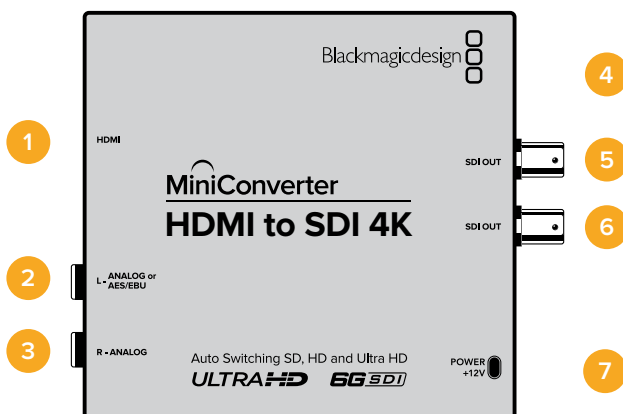 Blackmagicdesign
4
1
HDMI
SDI OUT
5
MiniConverter
HDMI to SDI 4K
SDI OUT
6
2
L - ANALOG or
AES/EBU
3
R - ANALOG
Auto Switching SD, HD and Ultra HD
ULTRAHD 6G SDI
POWER
+12V
7